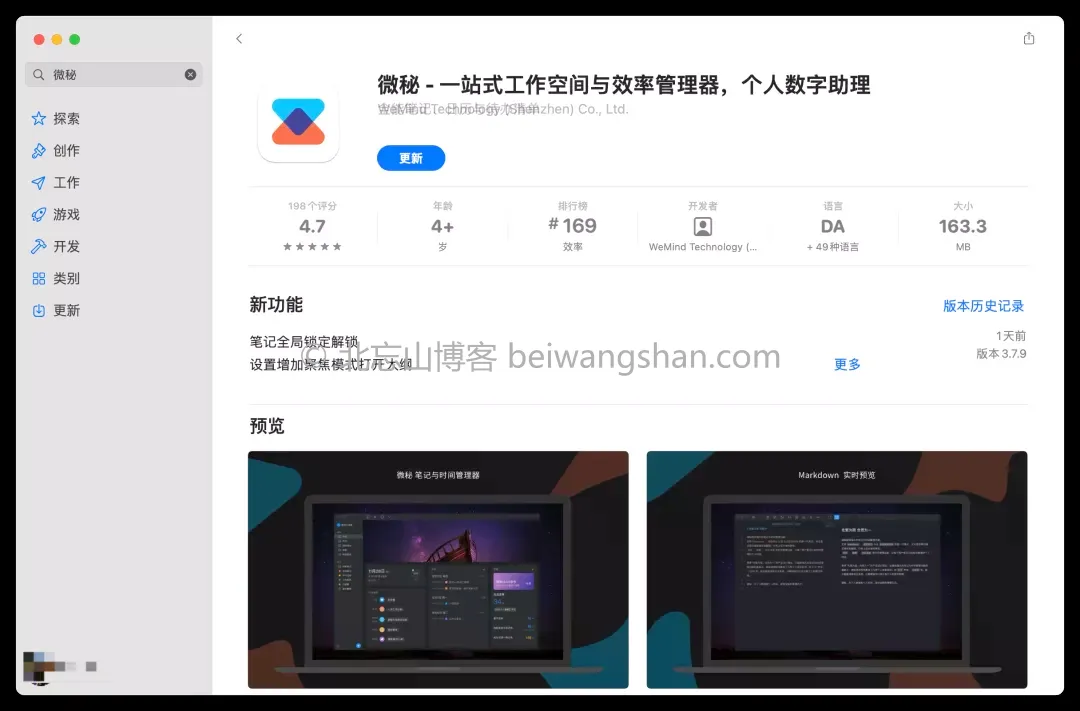 微秘
探索
创作
工作
游戏
开发
类别
更新
微秘 - 一站式工作空间与效率管理器，个人数字助理
WeMind Technology (Shenzhen) Co., Ltd.
更新
198 个评分
4.7
★★★★★
年龄
4+
岁
排行榜
#169
效率
开发者
WeMind Technology (...
语言
DA
+ 49 种语言
大小
163.3
MB
新功能
版本历史记录
笔记全局锁定解锁
设置增加聚焦模式打开大纲
更多
1天前
版本 3.7.9
© 北忘山博客 beiwangshan.com
预览
微秘 笔记与时间管理器
Markdown 实时预览